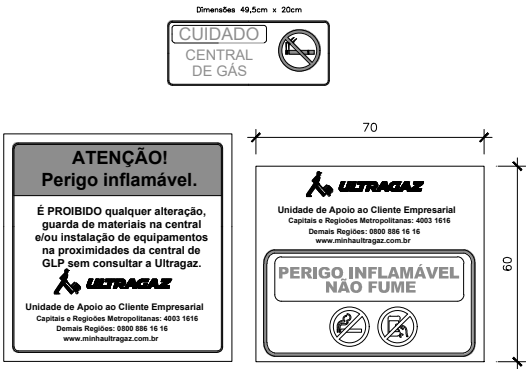 Dimensões 49,5cm x 20cm
CUIDADO
CENTRAL
DE GÁS
ATENÇÃO!
Perigo inflamável.
É PROIBIDO qualquer alteração,
guarda de materiais na central
e/ou instalação de equipamentos
na proximidades da central de
GLP sem consultar a Ultragaz.
ULTRAGAZ
Unidade de Apoio ao Cliente Empresarial
Capitais e Regioões Metropolitanas: 4003 1616
Demais Regiões: 0800 886 16 16
www.minhaultragaz.com.br
70
ULTRAGAZ
Unidade de Apoio ao Cliente Empresarial
Capitais e Regioões Metropolitanas: 4003 1616
Demais Regiões: 0800 886 16 16
www.minhaultragaz.com.br
PERIGO INFLAMÁVEL
NÃO FUME
60